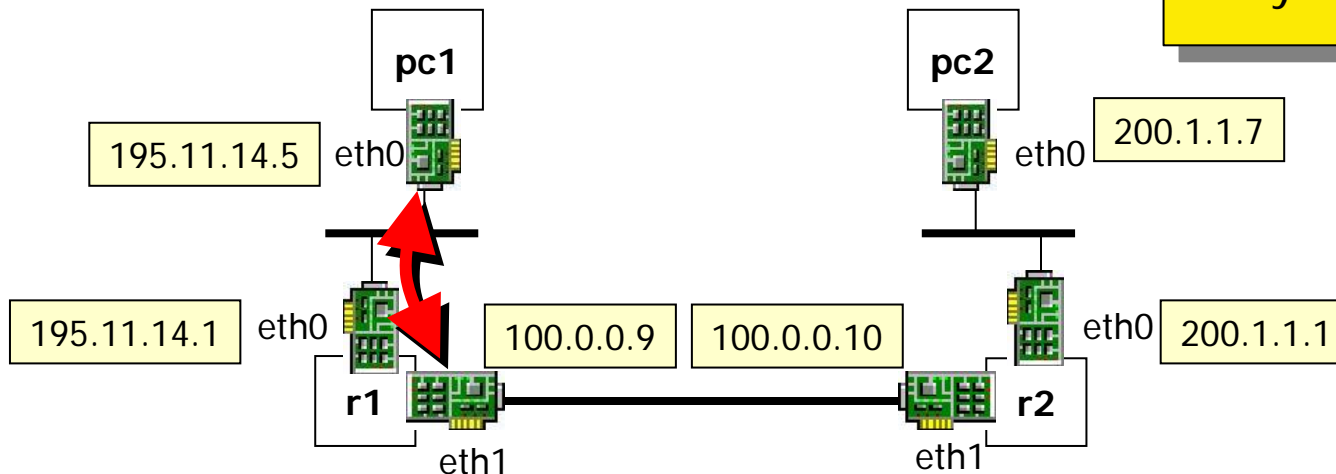 pc1
pc2
195.11.14.5
eth0
eth0
200.1.1.7
195.11.14.1
eth0
100.0.0.9
100.0.0.10
eth0
200.1.1.1
r1
r2
eth1
eth1